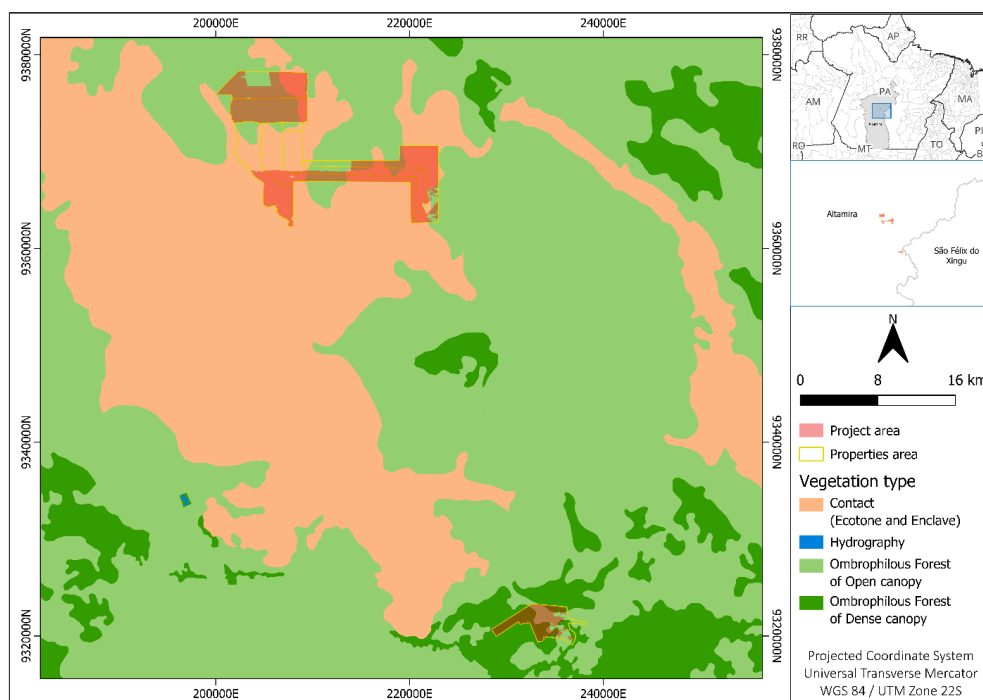 200000E
220000E
240000E
9380000N
9380000N
9360000N
9360000N
9340000N
9340000N
9320000N
9320000N
200000E
220000E
240000E
RR
AP
AM
PA
MA
Altamira
RO
MT
TO
PI
B
Altamira
São Félix do
Xingu
N
0
8
16 km
Project area
Properties area
Vegetation type
Contact
(Ecotone and Enclave)
Hydrography
Ombrophilous Forest
of Open canopy
Ombrophilous Forest
of Dense canopy
Projected Coordinate System
Universal Transverse Mercator
WGS 84 / UTM Zone 22S